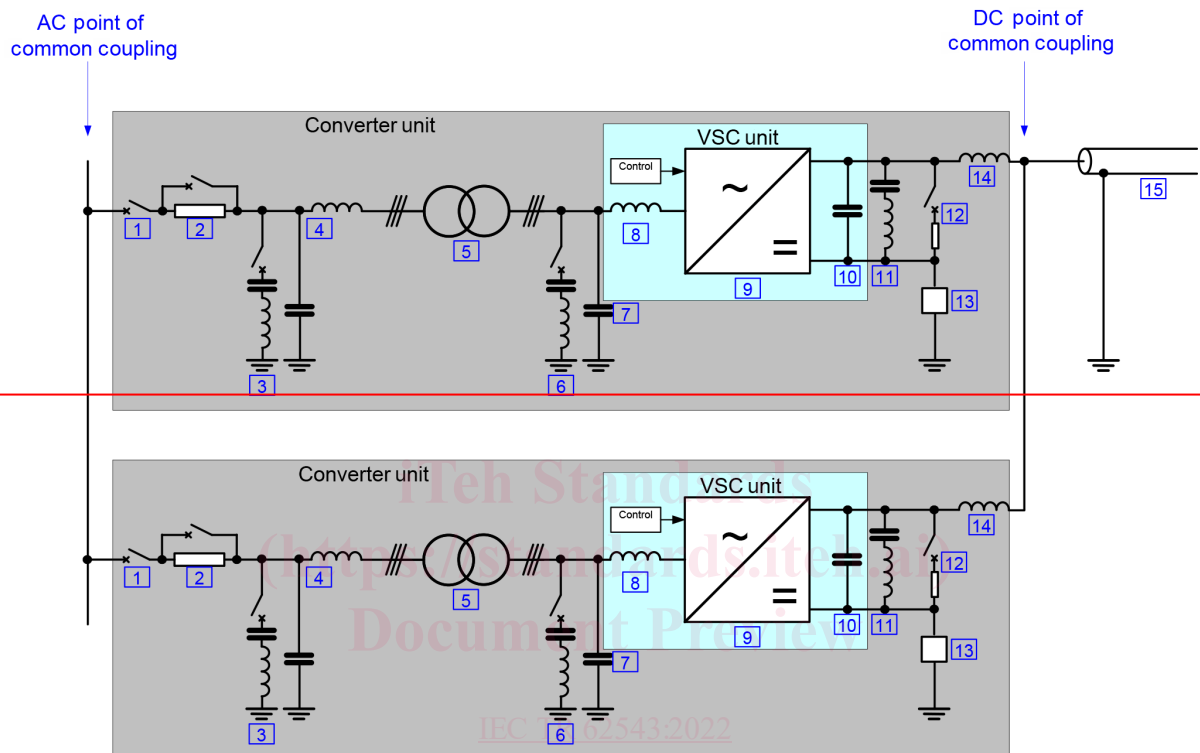 AC point of
common coupling
DC point of
common coupling
Converter unit
VSC unit
Control
~
=
1
2
3
4
5
6
7
8
9
10
11
12
13
14
15
Converter unit
VSC unit
Control
~
=
1
2
3
4
5
6
7
8
9
10
11
12
13
14
iTeh Standards
(https://standards.iteh.ai)
Document Preview
IEC TR 62543:2022